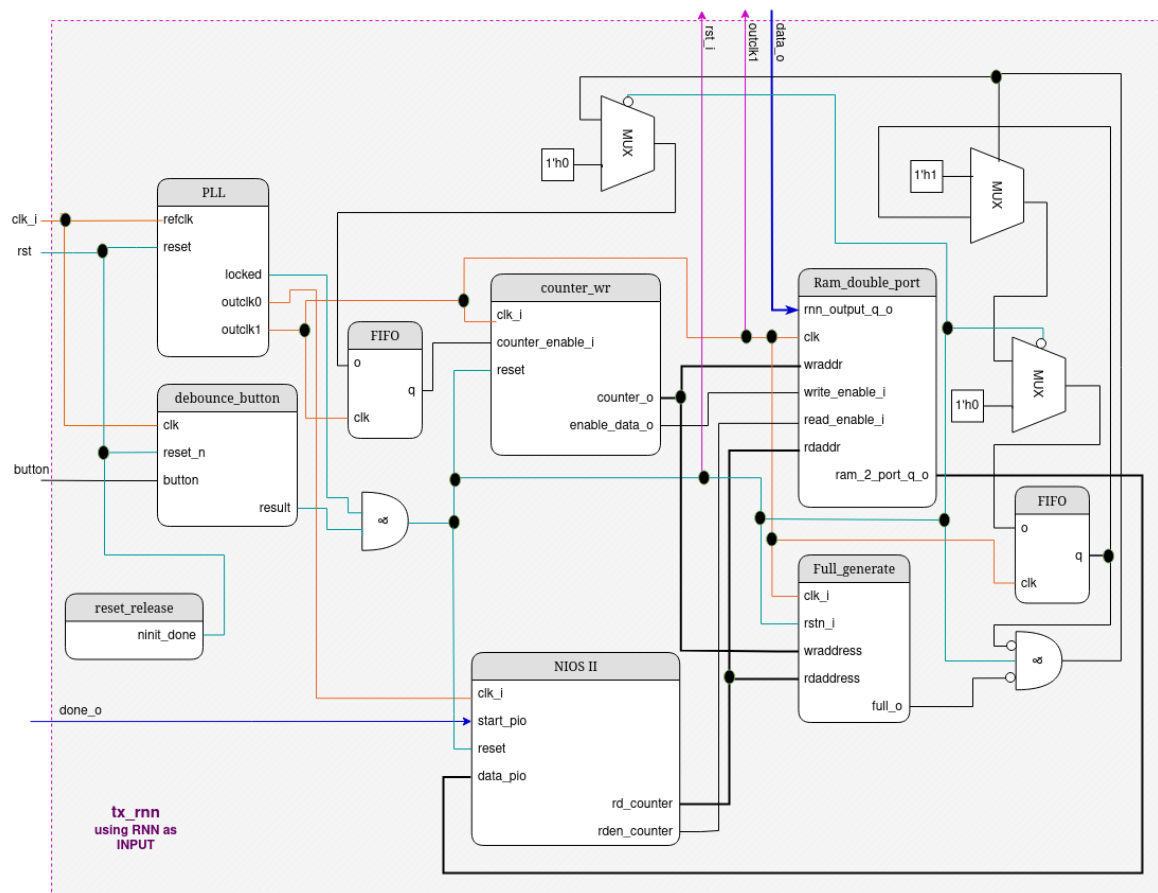 rst_i
outclk1
data_o
MUX
1'h0
1'h1
MUX
PLL
clk_i
refclk
rst
reset
locked
outclk0
outclk1
counter_wr
clk_i
counter_enable_i
reset
counter_o
enable_data_o
Ram_double_port
rnn_output_q_o
clk
wraddr
write_enable_i
read_enable_i
rdaddr
ram_2_port_q_o
FIFO
o
q
clk
MUX
1'h0
debounce_button
clk
reset_n
button
button
result
&
FIFO
o
q
clk
Full_generate
clk_i
rstn_i
wraddress
rdaddress
full_o
&
reset_release
ninit_done
NIOS II
clk_i
done_o
start_pio
reset
data_pio
rd_counter
rden_counter
tx_rnn
using RNN as
INPUT